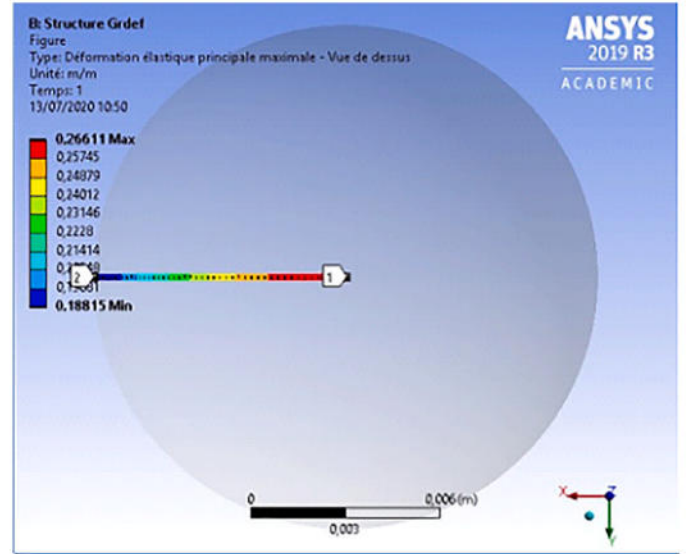 B: Structure Grdef
Figure
Type: Déformation élastique principale maximale - Vue de dessus
Unité: m/m
Temps: 1
13/07/2020 10:50
ANSYS
2019 R3
ACADEMIC
0,26611 Max
0,25745
0,24879
0,24012
0,23146
0,2228
0,21414
0,18815 Min
2
1
0
0,006 (m)
0,003
X
Z
Y